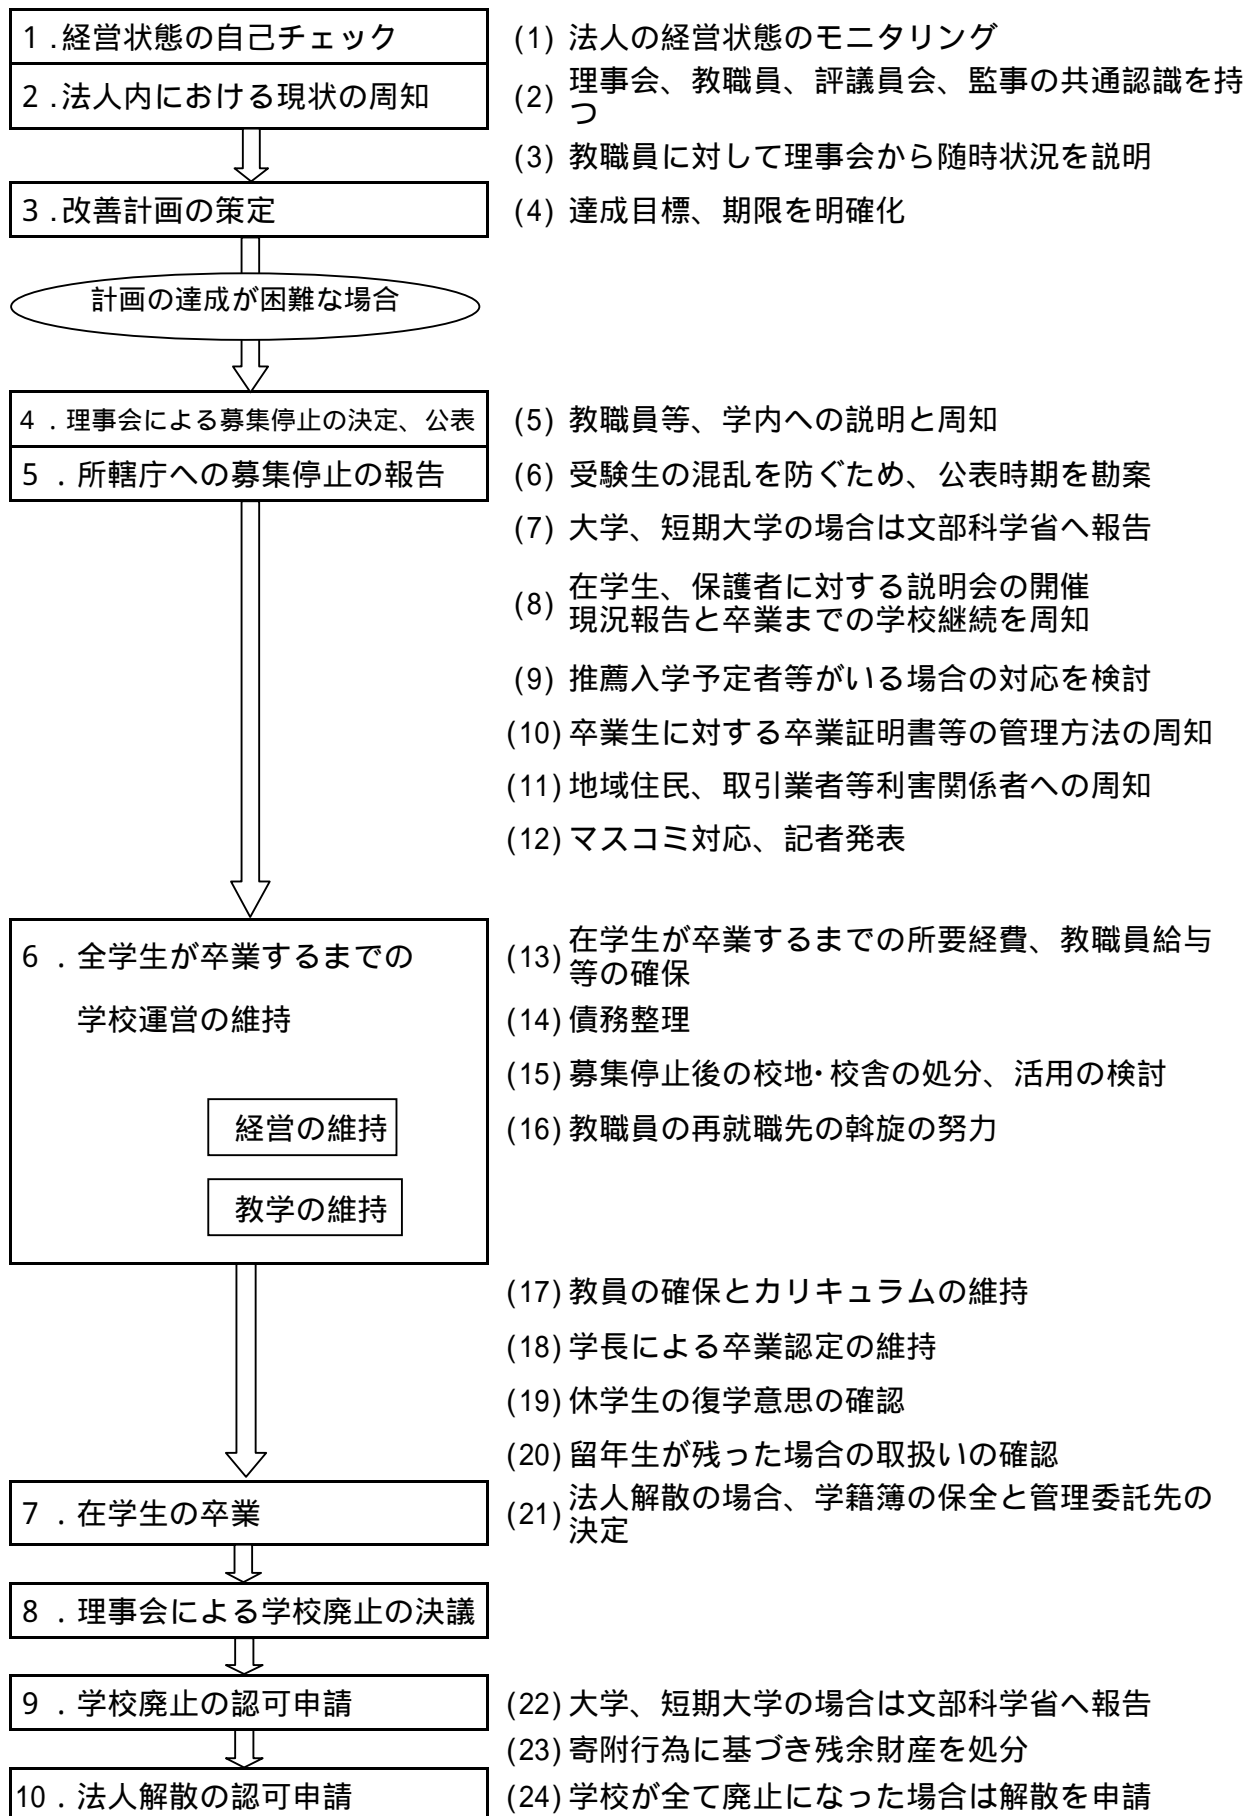 1.経営状態の自己チェック
(1) 法人の経営状態のモニタリング
2.法人内における現状の周知
(2) 理事会、教職員、評議員会、監事の共通認識を持
つ
(3) 教職員に対して理事会から随時状況を説明
3.改善計画の策定
(4) 達成目標、期限を明確化
計画の達成が困難な場合
4.理事会による募集停止の決定、公表
(5) 教職員等、学内への説明と周知
5.所轄庁への募集停止の報告
(6) 受験生の混乱を防ぐため、公表時期を勘案
(7) 大学、短期大学の場合は文部科学省へ報告
(8) 在学生、保護者に対する説明会の開催
現況報告と卒業までの学校継続を周知
(9) 推薦入学予定者等がいる場合の対応を検討
(10) 卒業生に対する卒業証明書等の管理方法の周知
(11) 地域住民、取引業者等利害関係者への周知
(12) マスコミ対応、記者発表
6.全学生が卒業するまでの
学校運営の維持
(13) 在学生が卒業するまでの所要経費、教職員給与
等の確保
(14) 債務整理
(15) 募集停止後の校地・校舎の処分、活用の検討
経営の維持
(16) 教職員の再就職先の斡旋の努力
教学の維持
(17) 教員の確保とカリキュラムの維持
(18) 学長による卒業認定の維持
(19) 休学生の復学意思の確認
(20) 留年生が残った場合の取扱いの確認
7.在学生の卒業
(21) 法人解散の場合、学籍簿の保全と管理委託先の
決定
8.理事会による学校廃止の決議
9.学校廃止の認可申請
(22) 大学、短期大学の場合は文部科学省へ報告
(23) 寄附行為に基づき残余財産を処分
10.法人解散の認可申請
(24) 学校が全て廃止になった場合は解散を申請